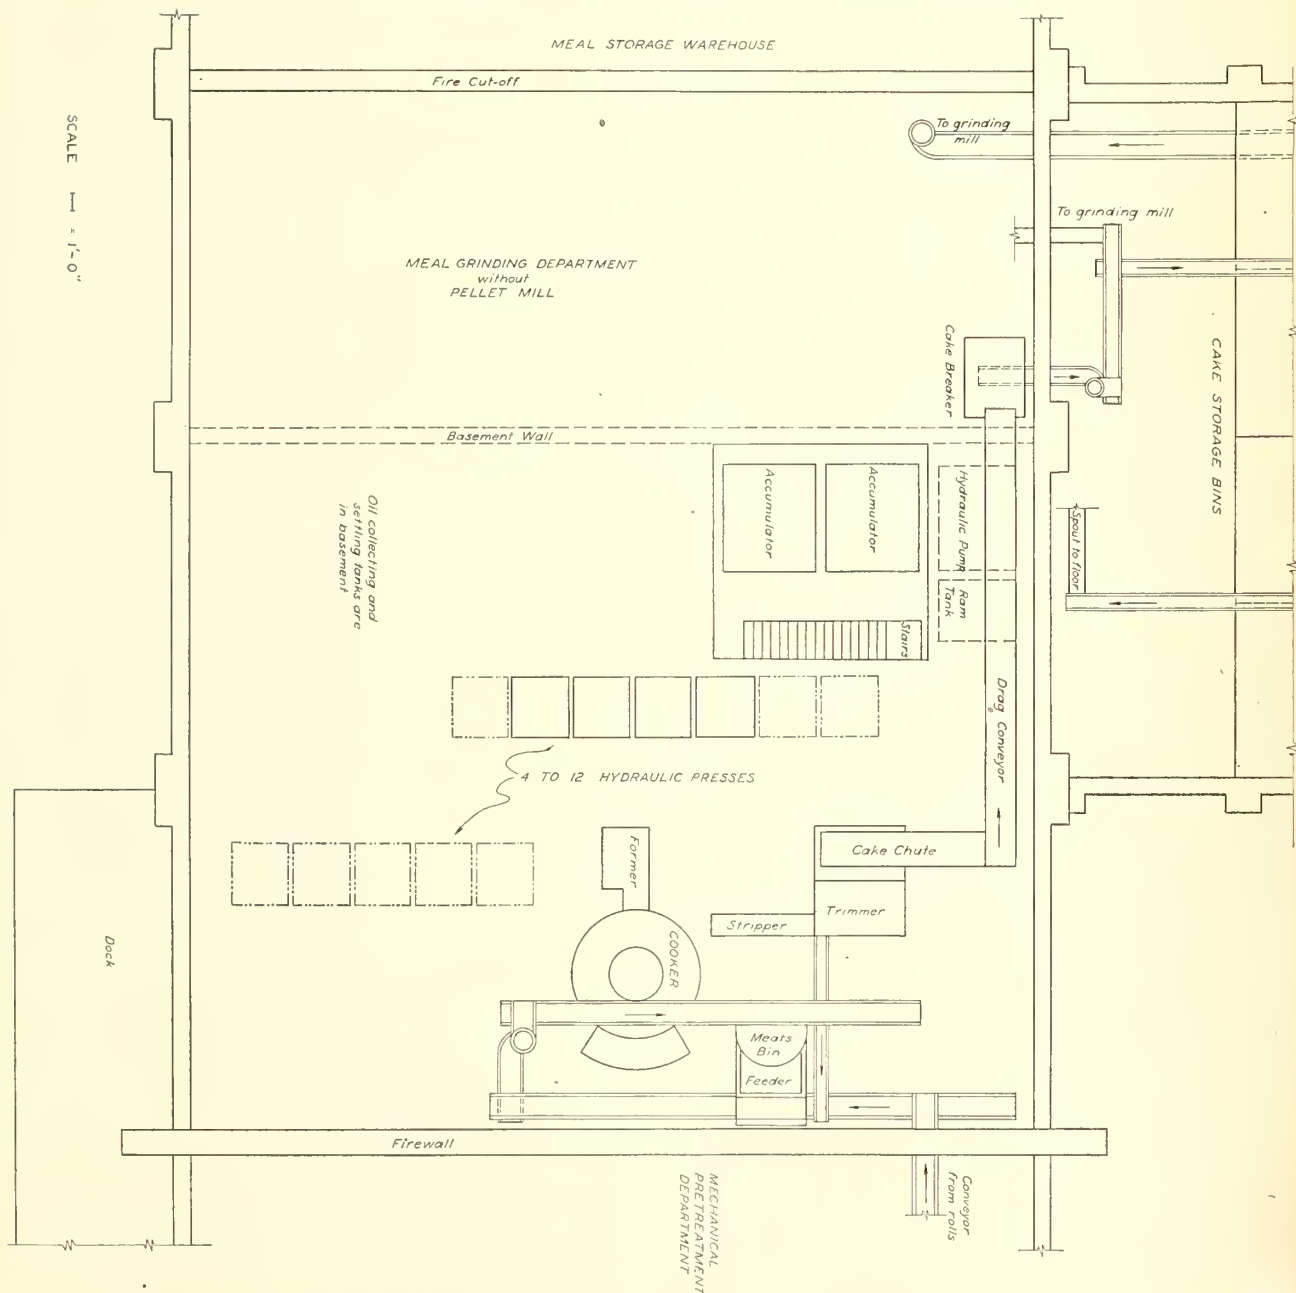 MEAL STORAGE WAREHOUSE
Fire Cut-off
To grinding
mill
SCALE = 1'-0"
To grinding mill
MEAL GRINDING DEPARTMENT
without
PELLET MILL
Cake Breaker
CAKE STORAGE BINS
Basement Wall
Accumulator
Accumulator
Hydraulic Pump
Spout to floor
Oil collecting and
settling tanks are
in basement
Ram
Tank
Stairs
Drag Conveyor
4 TO 12 HYDRAULIC PRESSES
Former
Cake Chute
Trimmer
Stripper
COOKER
Dock
Meats
Bin
Feeder
Firewall
MECHANICAL
PRETREATMENT
DEPARTMENT
Conveyor
from rolls